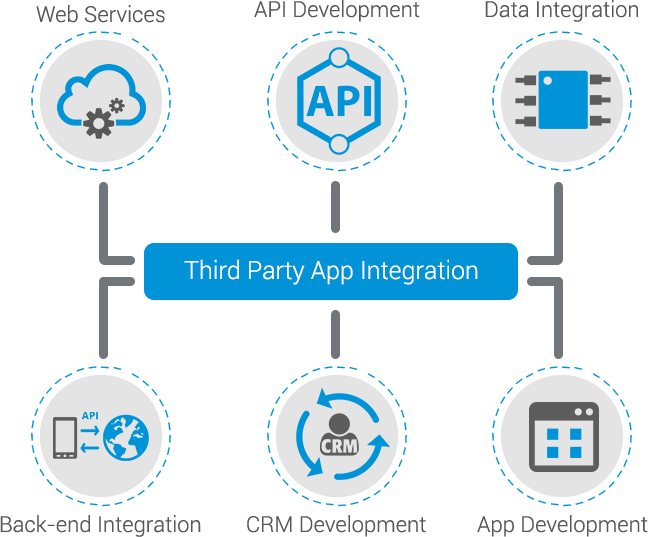 Web Services
API Development
Data Integration
API
Third Party App Integration
API
CRM
Back-end Integration
CRM Development
App Development